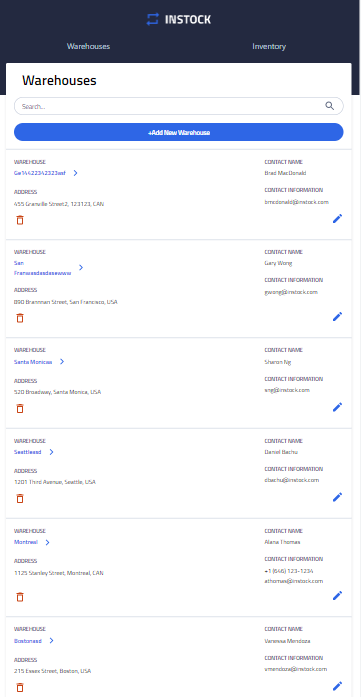 INSTOCK
Warehouses Inventory
Warehouses
Search...
+Add New Warehouse
WAREHOUSE CONTACT NAME
Brad MacDonald
ADDRESS CONTACT INFORMATION
455 Granville Street2, 123123, CAN bmcdonald@instock.com
WAREHOUSE CONTACT NAME
San Gary Wong
ADDRESS CONTACT INFORMATION
890 Brannnan Street, San Francisco, USA gwong@instock.com
WAREHOUSE CONTACT NAME
Santa Monicaa Sharon Ng
ADDRESS CONTACT INFORMATION
520 Broadway, Santa Monica, USA sng@instock.com
WAREHOUSE CONTACT NAME
Seattleasd Daniel Bachu
ADDRESS CONTACT INFORMATION
1201 Third Avenue, Seattle, USA dbachu@instock.com
WAREHOUSE CONTACT NAME
Montreal Alana Thomas
ADDRESS CONTACT INFORMATION
1125 Stanley Street, Montreal, CAN +1 (646) 123-1234
athomas@instock.com
WAREHOUSE CONTACT NAME
Bostonasd Vanessa Mendoza
ADDRESS CONTACT INFORMATION
215 Essex Street, Boston, USA vmendoza@instock.com